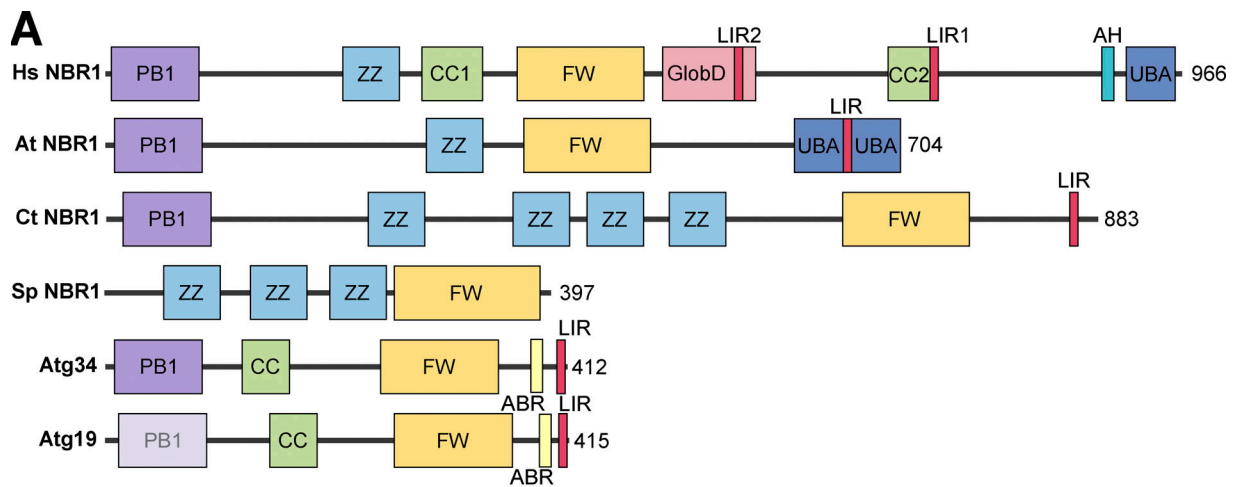 A
LIR2 LIR1 AH
Hs NBR1 PB1 ZZ CC1 FW GlobD CC2 UBA 966
LIR
At NBR1 PB1 ZZ FW UBA UBA 704
LIR
Ct NBR1 PB1 ZZ ZZ ZZ ZZ FW 883
Sp NBR1 ZZ ZZ ZZ FW 397
LIR
Atg34 PB1 CC FW 412
ABR LIR
Atg19 PB1 CC FW 415
ABR